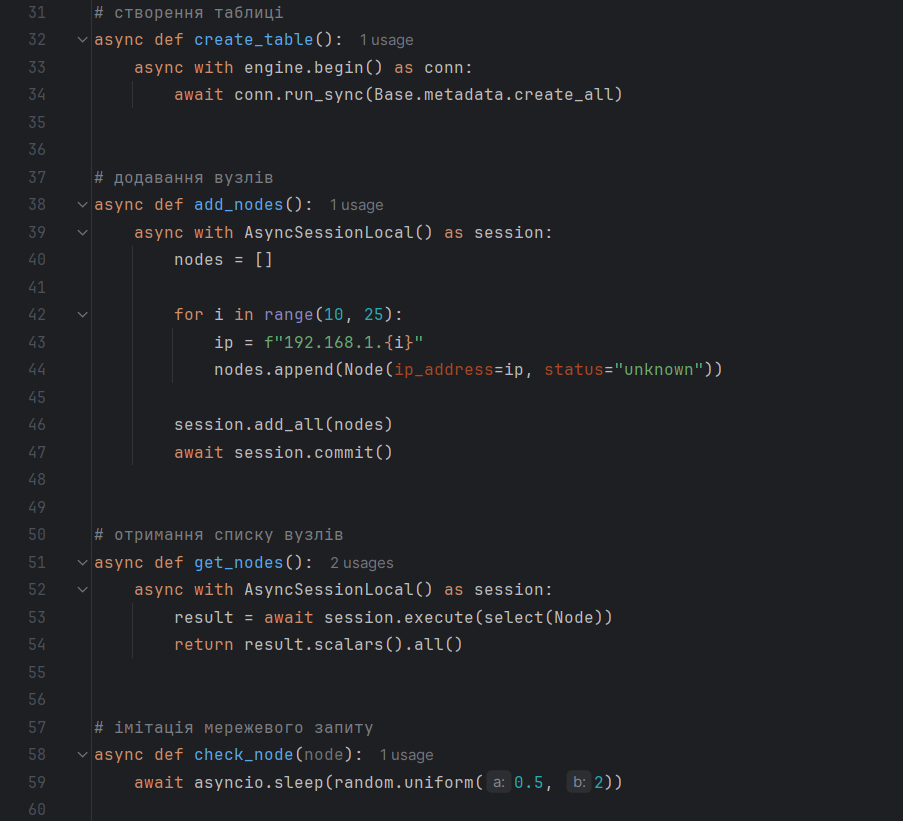 31 # створення таблиці
32 async def create_table(): 1 usage
33     async with engine.begin() as conn:
34         await conn.run_sync(Base.metadata.create_all)
35
36
37 # додавання вузлів
38 async def add_nodes(): 1 usage
39     async with AsyncSessionLocal() as session:
40         nodes = []
41
42         for i in range(10, 25):
43             ip = f"192.168.1.{i}"
44             nodes.append(Node(ip_address=ip, status="unknown"))
45
46         session.add_all(nodes)
47         await session.commit()
48
49
50 # отримання списку вузлів
51 async def get_nodes(): 2 usages
52     async with AsyncSessionLocal() as session:
53         result = await session.execute(select(Node))
54         return result.scalars().all()
55
56
57 # імітація мережевого запиту
58 async def check_node(node): 1 usage
59     await asyncio.sleep(random.uniform( a: 0.5, b: 2))
60